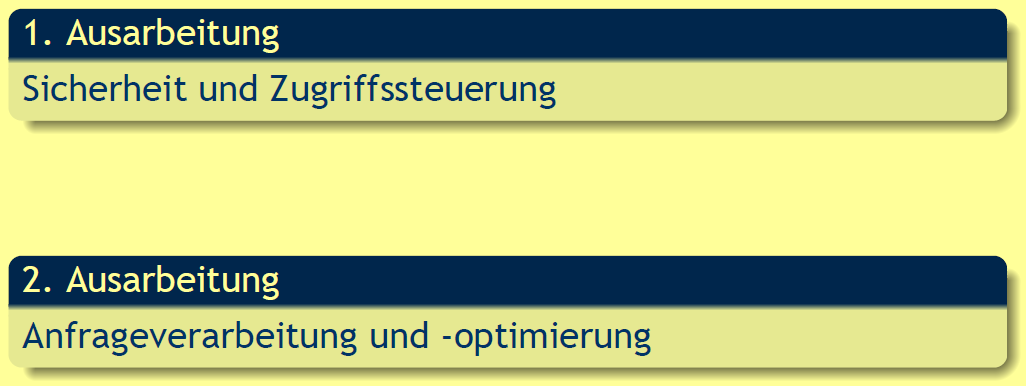 1. Ausarbeitung
Sicherheit und Zugriffssteuerung
2. Ausarbeitung
Anfrageverarbeitung und -optimierung